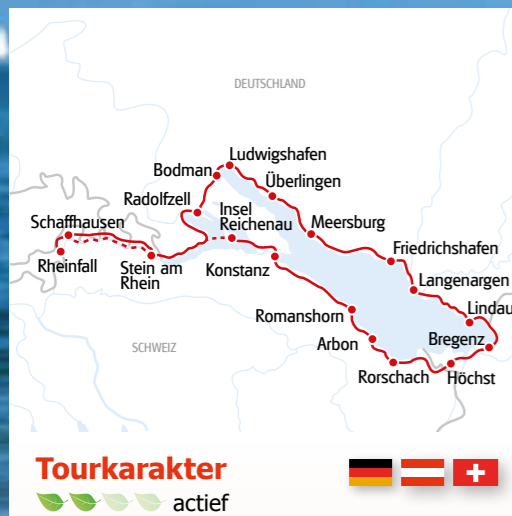 DEUTSCHLAND
Ludwigshafen
Bodman
Überlingen
Radolfzell
Insel
Reichenau
Meersburg
Schaffhausen
Friedrichshafen
Rheinfall
Stein am
Rhein
Konstanz
Langenargen
Lindau
Romanshorn
Bregenz
Arbon
SCHWEIZ
Rorschach
Höchst
Tourkarakter
actief